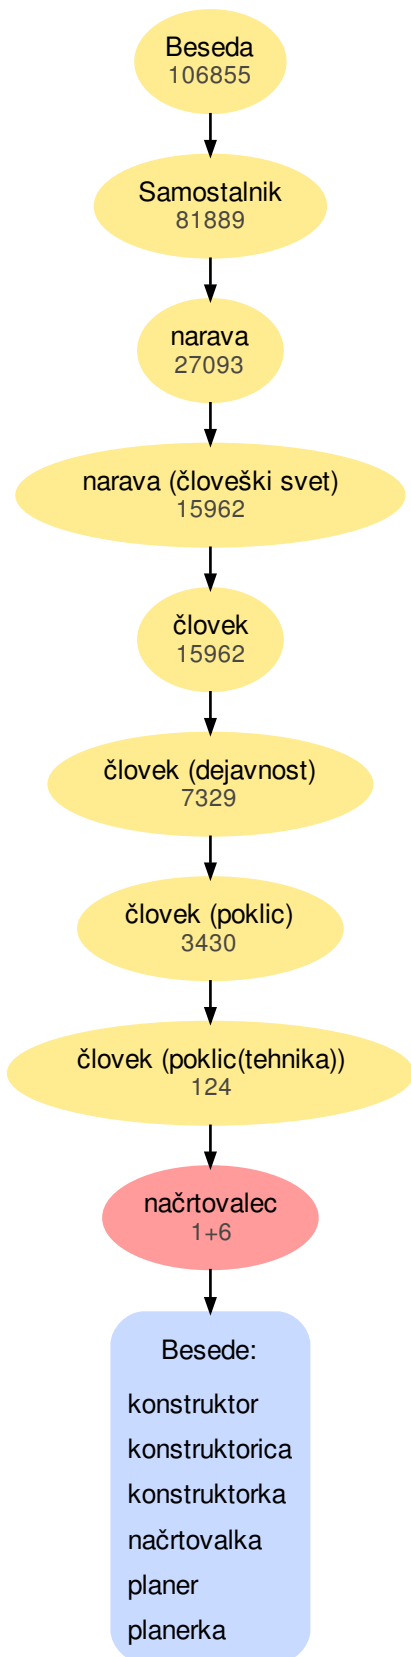 Beseda
106855
Samostalnik
81889
narava
27093
narava (človeški svet)
15962
človek
15962
človek (dejavnost)
7329
človek (poklic)
3430
človek (poklic(tehnika))
124
načrtovalec
1+6
Besede:
konstruktor
konstruktorica
konstruktorka
načrtovalka
planer
planerka